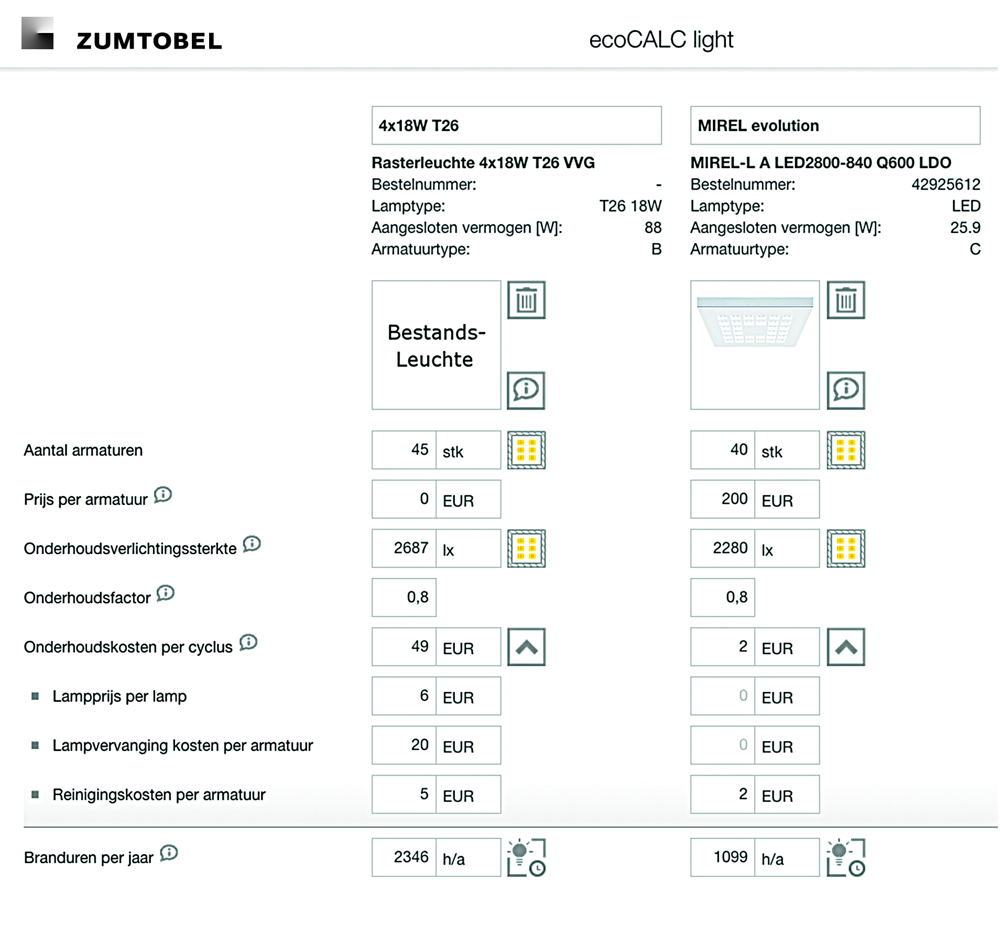 ZUMTOBEL
ecoCALC light
4x18W T26
MIREL evolution
Rasterleuchte 4x18W T26 VVG
MIREL-L A LED2800-840 Q600 LDO
Bestelnummer: -
Bestelnummer: 42925612
Lamptype: T26 18W
Lamptype: LED
Aangesloten vermogen [W]: 88
Aangesloten vermogen [W]: 25.9
Armatuurtype: B
Armatuurtype: C
Bestands-
Leuchte
Aantal armaturen 45 stk 40 stk
Prijs per armatuur 0 EUR 200 EUR
Onderhoudsverlichtingssterkte 2687 lx 2280 lx
Onderhoudsfactor 0,8 0,8
Onderhoudskosten per cyclus 49 EUR 2 EUR
Lampprijs per lamp 6 EUR 0 EUR
Lampvervanging kosten per armatuur 20 EUR 0 EUR
Reinigingskosten per armatuur 5 EUR 2 EUR
Branduren per jaar 2346 h/a 1099 h/a